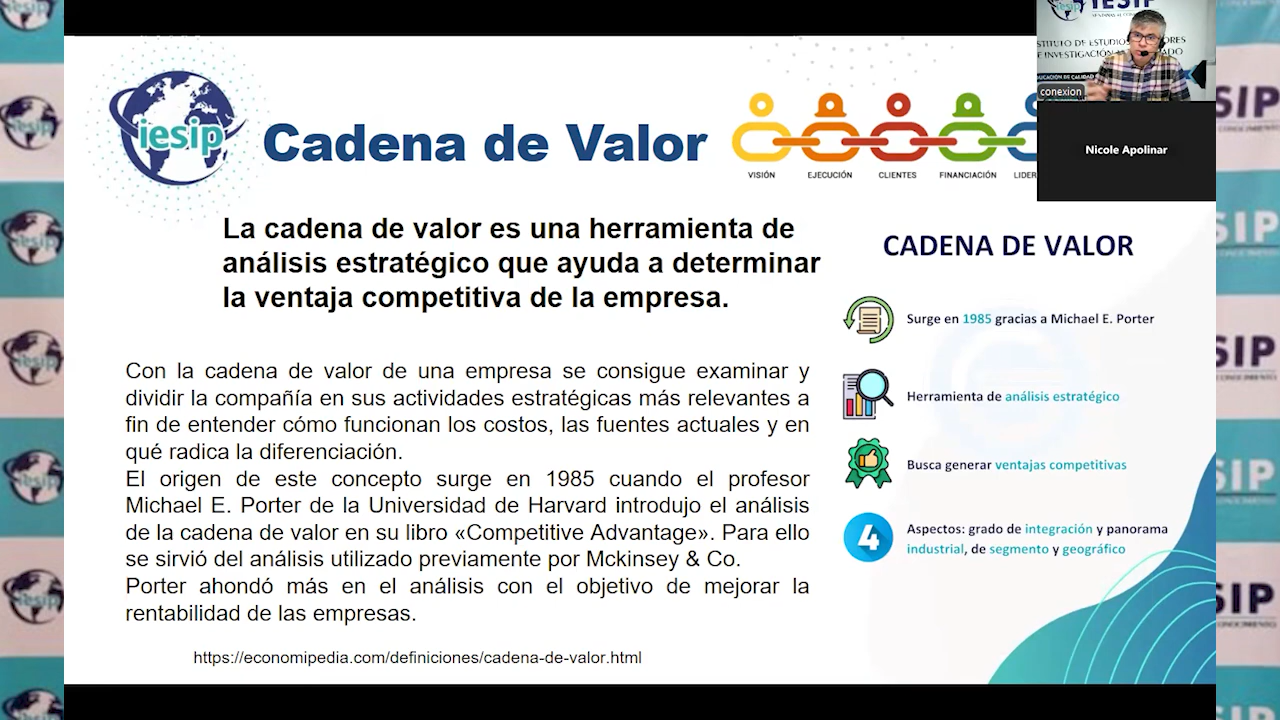 iesip
Cadena de Valor
VISIÓN
EJECUCIÓN
CLIENTES
FINANCIACIÓN
LIDER
IESIP
conexion
Nicole Apolinar
La cadena de valor es una herramienta de
análisis estratégico que ayuda a determinar
la ventaja competitiva de la empresa.
Con la cadena de valor de una empresa se consigue examinar y
dividir la compañía en sus actividades estratégicas más relevantes a
fin de entender cómo funcionan los costos, las fuentes actuales y en
qué radica la diferenciación.
El origen de este concepto surge en 1985 cuando el profesor
Michael E. Porter de la Universidad de Harvard introdujo el análisis
de la cadena de valor en su libro «Competitive Advantage». Para ello
se sirvió del análisis utilizado previamente por Mckinsey & Co.
Porter ahondó más en el análisis con el objetivo de mejorar la
rentabilidad de las empresas.
https://economipedia.com/definiciones/cadena-de-valor.html
CADENA DE VALOR
Surge en 1985 gracias a Michael E. Porter
Herramienta de análisis estratégico
Busca generar ventajas competitivas
4
Aspectos: grado de integración y panorama
industrial, de segmento y geográfico